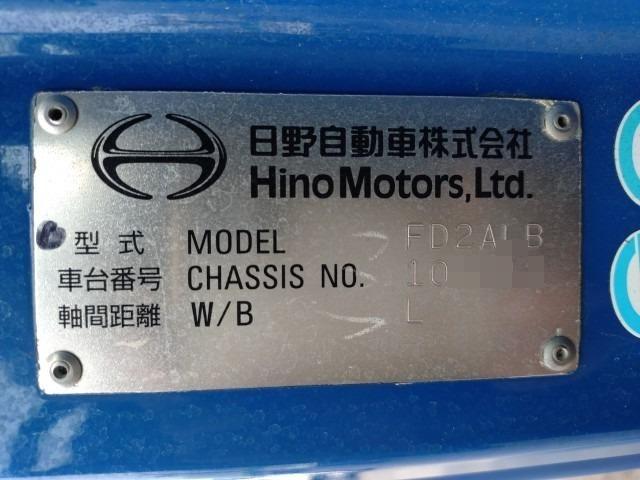 日野自動車株式会社
Hino Motors, Ltd.
型式 MODEL
車台番号 CHASSIS NO. 10
軸間距離 W/B L